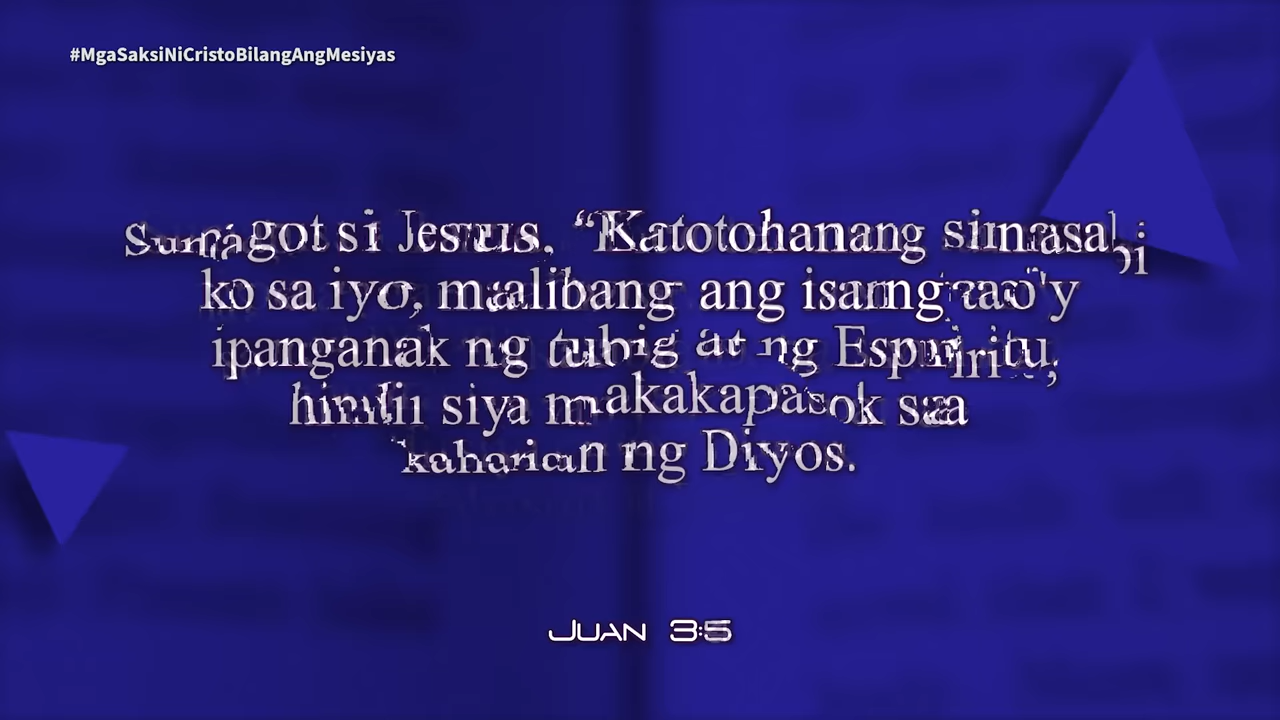 #MgaSaksiNiCristoBilangAngMesiyas
Sumagot si Jesus, “Katotohanang sinasabi
ko sa iyo, malibang ang isang tao'y
ipanganak ng tubig at ng Espiritu,
hindi siya makakapasok sa
kaharian ng Diyos.
Juan 3:5